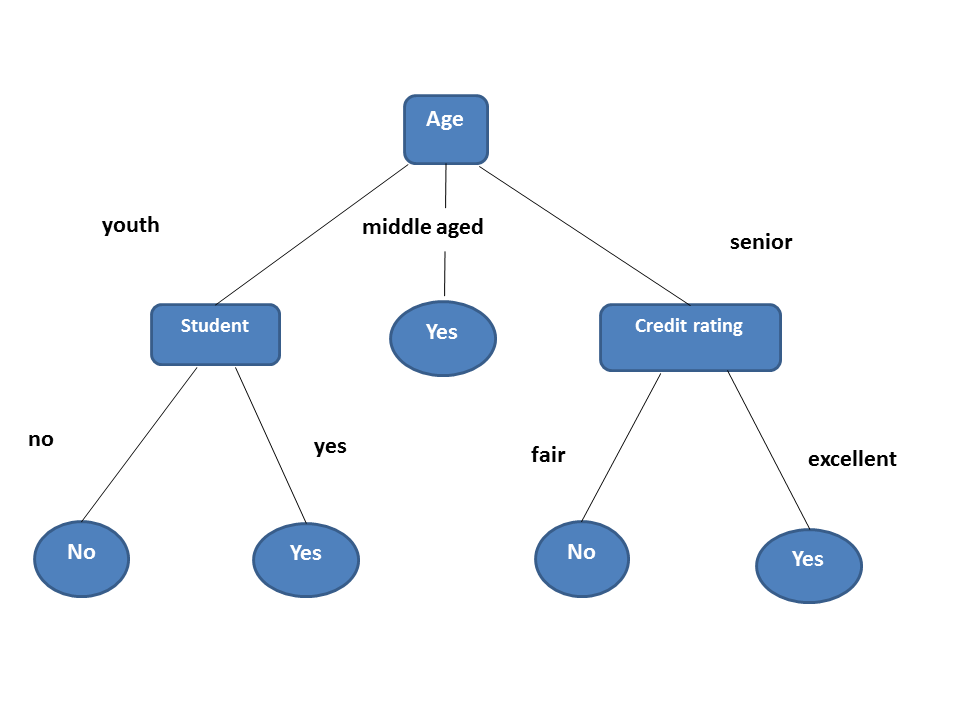 Age
youth
middle aged
senior
Student
Yes
Credit rating
no
yes
fair
excellent
No
Yes
No
Yes